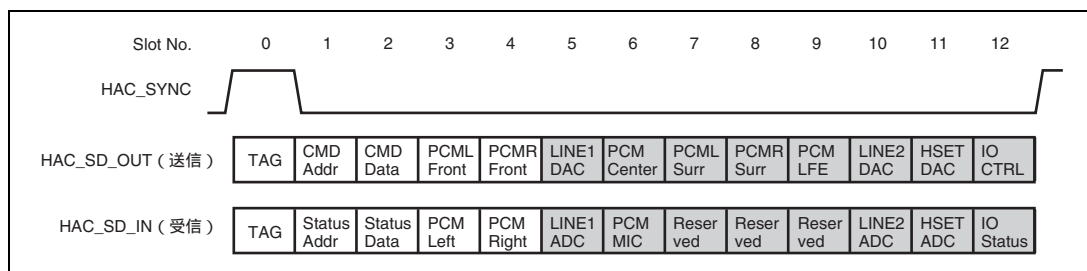 Slot No. 0 1 2 3 4 5 6 7 8 9 10 11 12
HAC_SYNC
HAC_SD_OUT（送信） TAG CMD Addr CMD Data PCML Front PCMR Front LINE1 DAC PCM Center PCML Surr PCMR Surr PCM LFE LINE2 DAC HSET DAC IO CTRL
HAC_SD_IN（受信） TAG Status Addr Status Data PCM Left PCM Right LINE1 ADC PCM MIC Reser ved Reser ved Reser ved LINE2 ADC HSET ADC IO Status